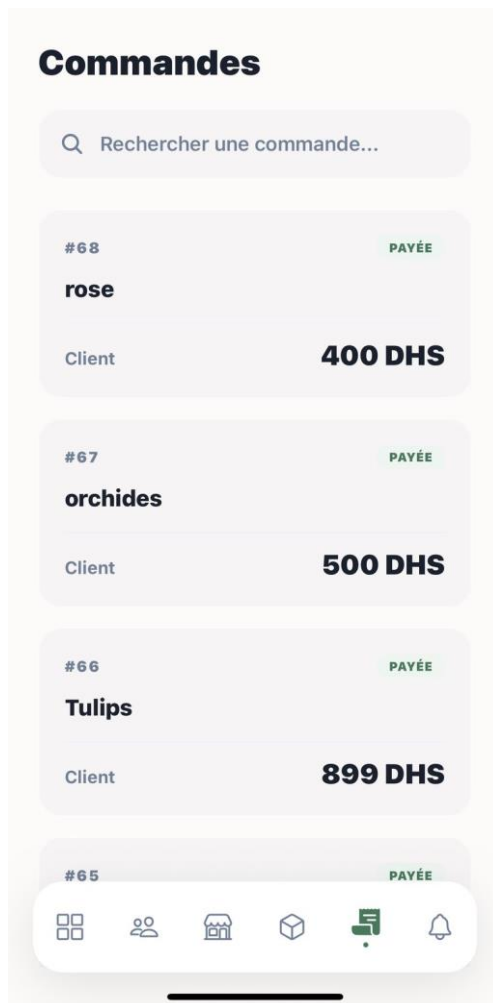 Commandes
Rechercher une commande...
#68 PAYÉE
rose
Client 400 DHS
#67 PAYÉE
orchides
Client 500 DHS
#66 PAYÉE
Tulips
Client 899 DHS
#65 PAYÉE